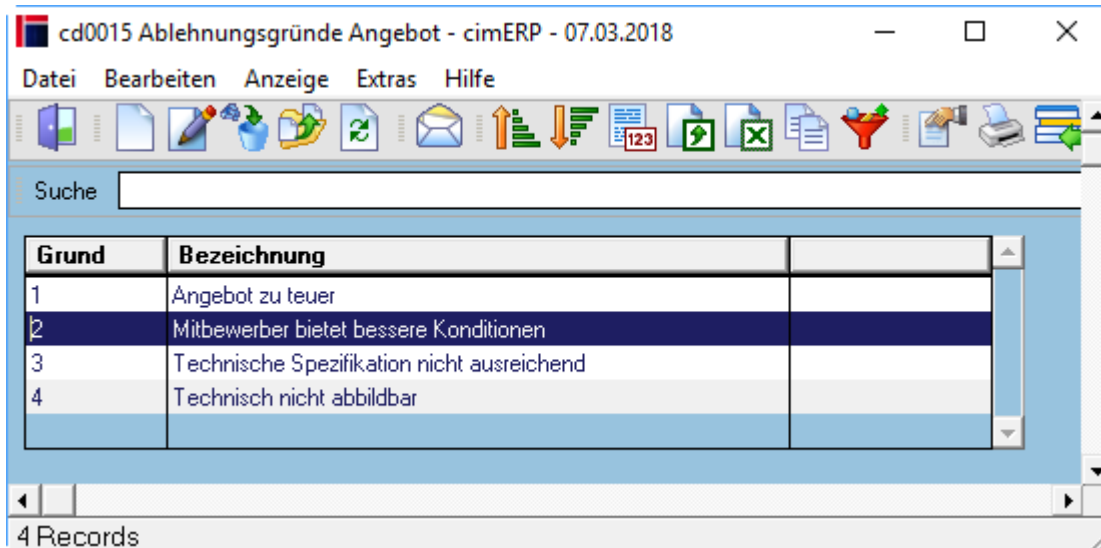 cd0015 Ablehnungsgründe Angebot - cimERP - 07.03.2018
Datei Bearbeiten Anzeige Extras Hilfe
123
Suche
Grund Bezeichnung
1 Angebot zu teuer
2 Mitbewerber bietet bessere Konditionen
3 Technische Spezifikation nicht ausreichend
4 Technisch nicht abbildbar
4 Records